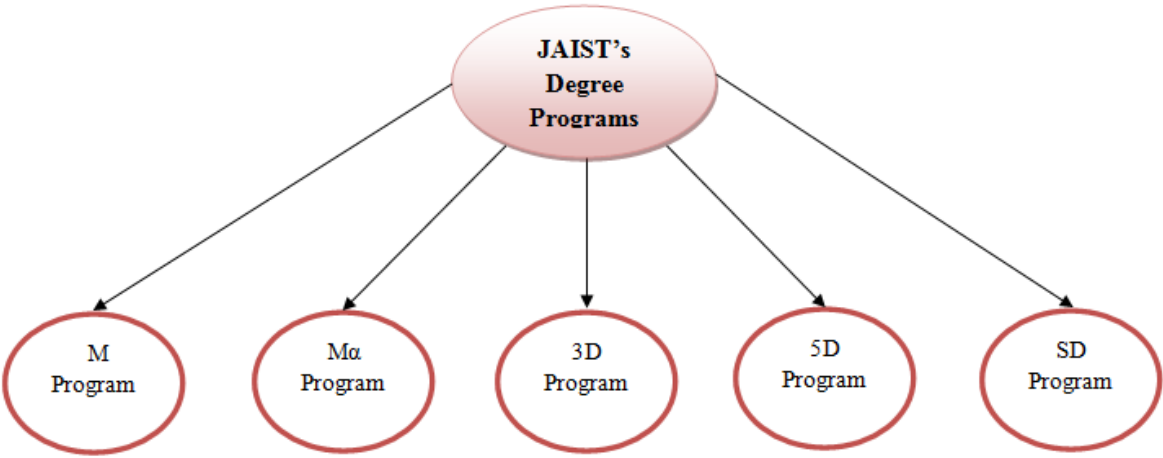 JAIST’s
Degree
Programs
M
Program
Mα
Program
3D
Program
5D
Program
SD
Program